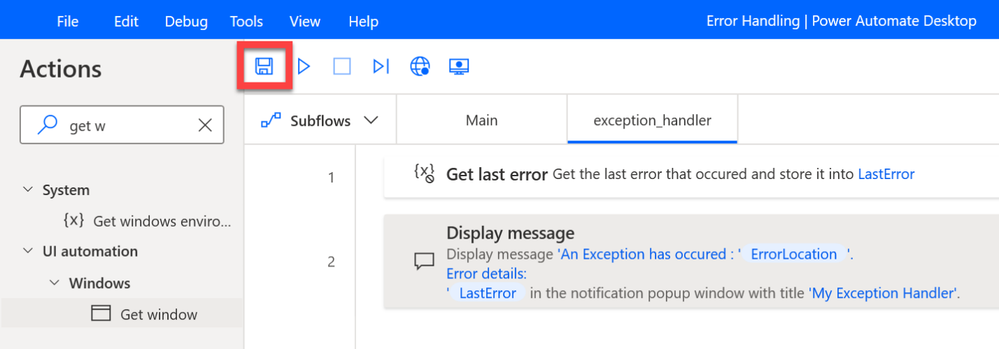 File Edit Debug Tools View Help Error Handling | Power Automate Desktop
Actions
get w
Subflows Main exception_handler
System
{x} Get windows enviro...
UI automation
Windows
Get window
1 {x} Get last error Get the last error that occured and store it into LastError
2 Display message
Display message 'An Exception has occured : ' ErrorLocation '.
Error details:
' LastError in the notification popup window with title 'My Exception Handler'.